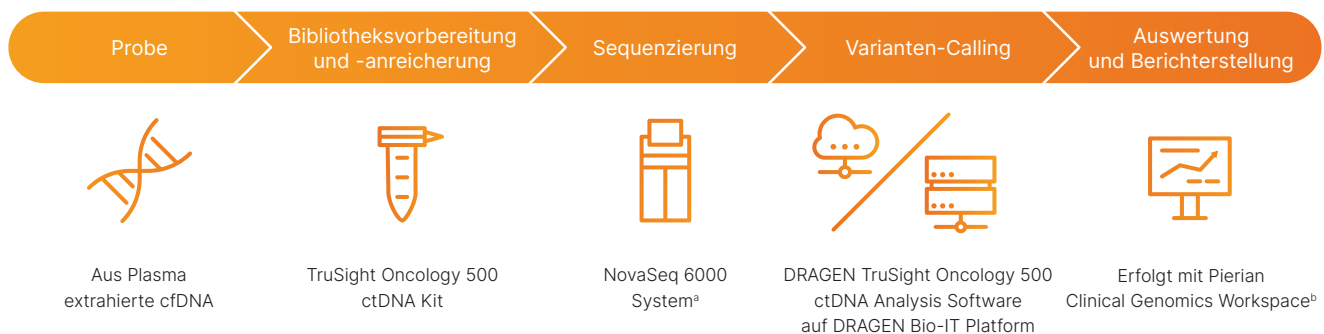 Probe
Bibliotheksvorbereitung
und -anreicherung
Sequenzierung
Varianten-Calling
Auswertung
und Berichterstellung
Aus Plasma
extrahierte cfDNA
TruSight Oncology 500
ctDNA Kit
NovaSeq 6000
Systemᵃ
DRAGEN TruSight Oncology 500
ctDNA Analysis Software
auf DRAGEN Bio-IT Platform
Erfolgt mit Pierian
Clinical Genomics Workspaceᵇ